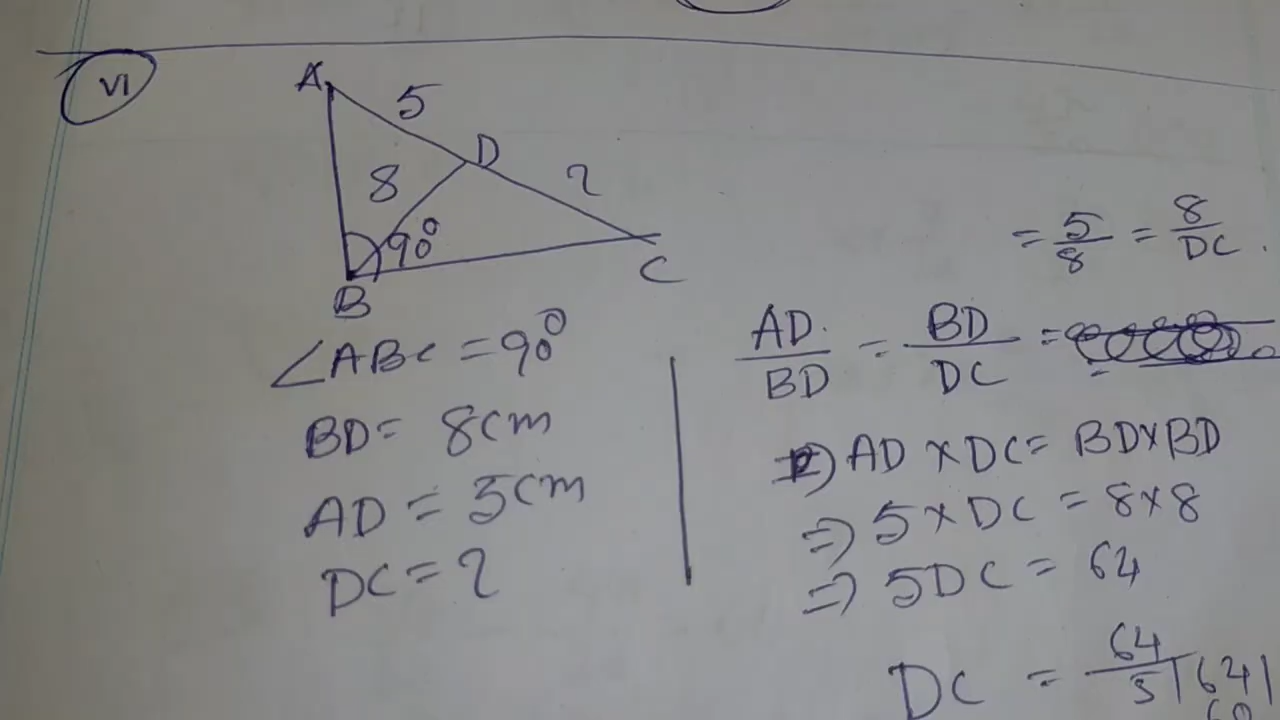 VI
A
5
D
2
8
90°
B
C
= 5/8 = 8/DC
∠ABC = 90°
BD = 8cm
AD = 5cm
DC = 2
AD/BD = BD/DC =
⇒ AD × DC = BD × BD
⇒ 5 × DC = 8 × 8
⇒ 5DC = 64
DC = 64/5